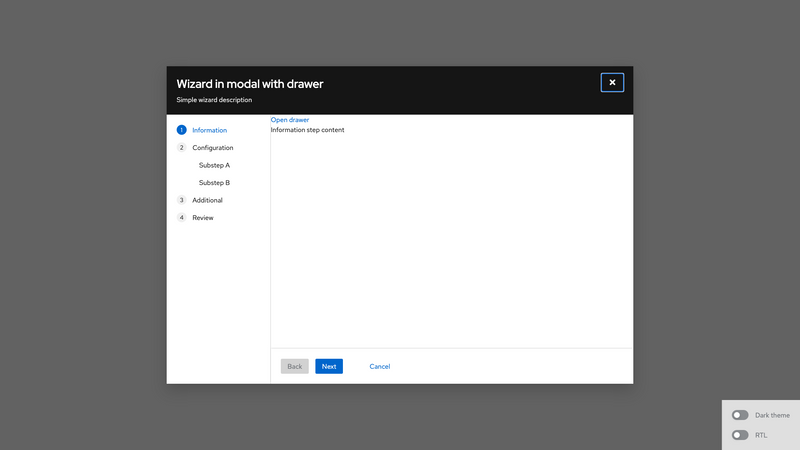 Wizard in modal with drawer
Simple wizard description
1 Information
2 Configuration
Substep A
Substep B
3 Additional
4 Review
Open drawer
Information step content
Back Next Cancel
Dark theme
RTL